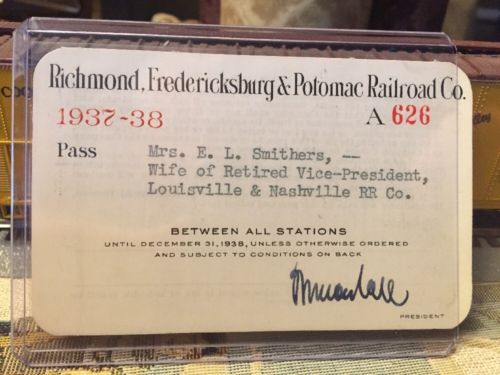 Richmond, Fredericksburg & Potomac Railroad Co.
1937-38 A 626
Pass Mrs. E. L. Smithers, --
Wife of Retired Vice-President,
Louisville & Nashville RR Co.
BETWEEN ALL STATIONS
UNTIL DECEMBER 31, 1938, UNLESS OTHERWISE ORDERED
AND SUBJECT TO CONDITIONS ON BACK
PRESIDENT